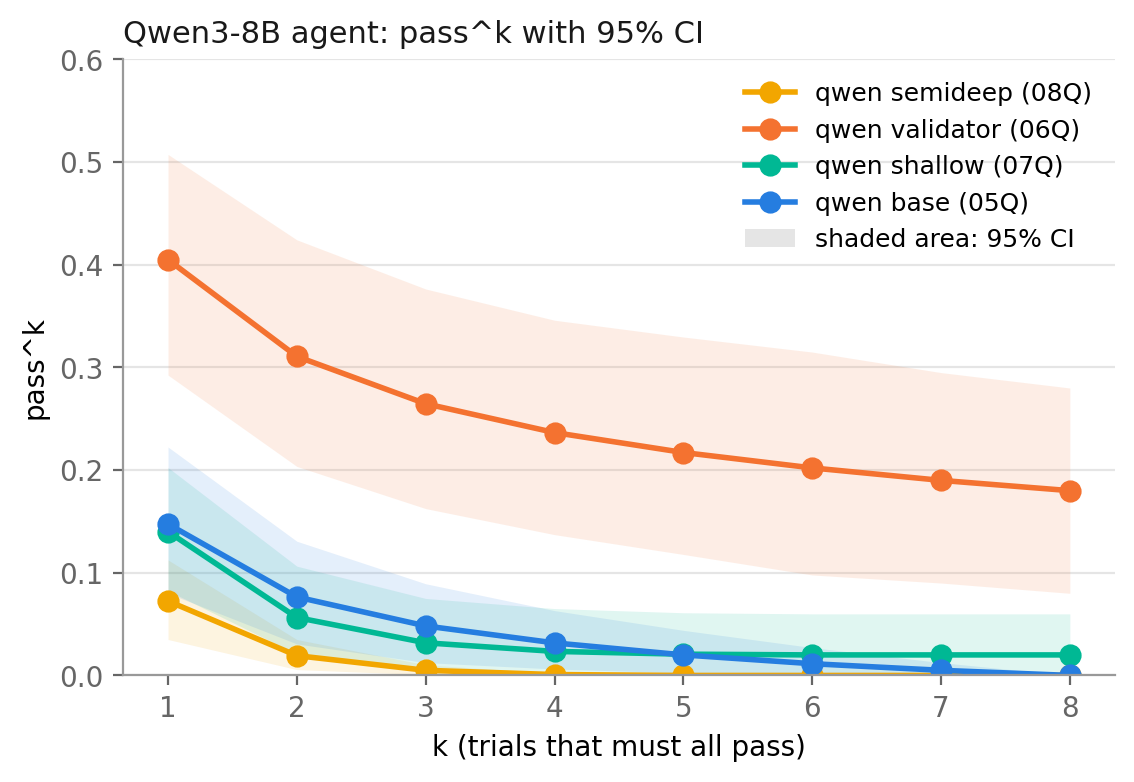 Qwen3-8B agent: pass^k with 95% CI
0.6
0.5
0.4
0.3
0.2
0.1
0.0
pass^k
qwen semideep (08Q)
qwen validator (06Q)
qwen shallow (07Q)
qwen base (05Q)
shaded area: 95% CI
1 2 3 4 5 6 7 8
k (trials that must all pass)